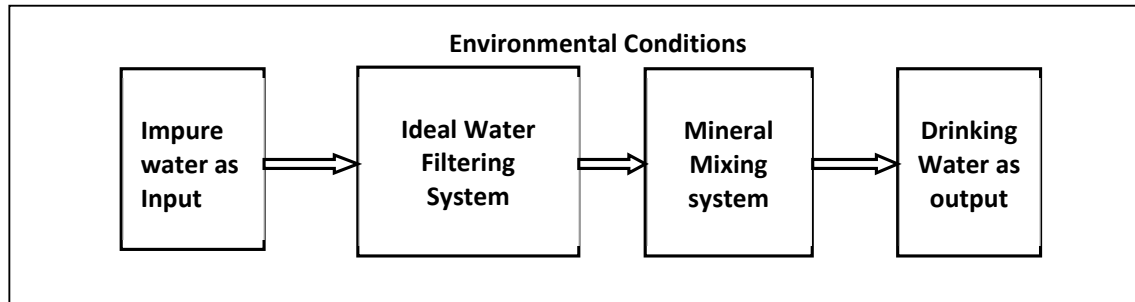 Environmental Conditions
Impure
water as
Input
Ideal Water
Filtering
System
Mineral
Mixing
system
Drinking
Water as
output